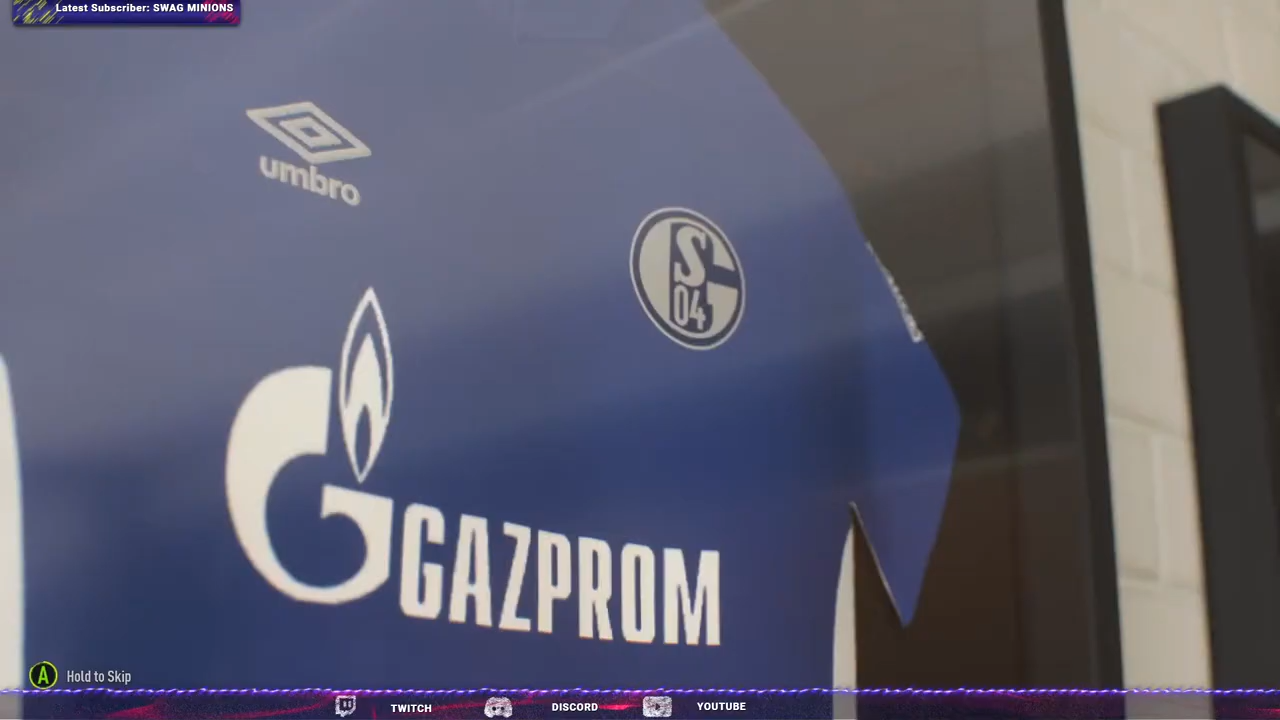 Latest Subscriber: SWAG MINIONS
umbro
S
04
GAZPROM
A Hold to Skip
TWITCH
DISCORD
YOUTUBE